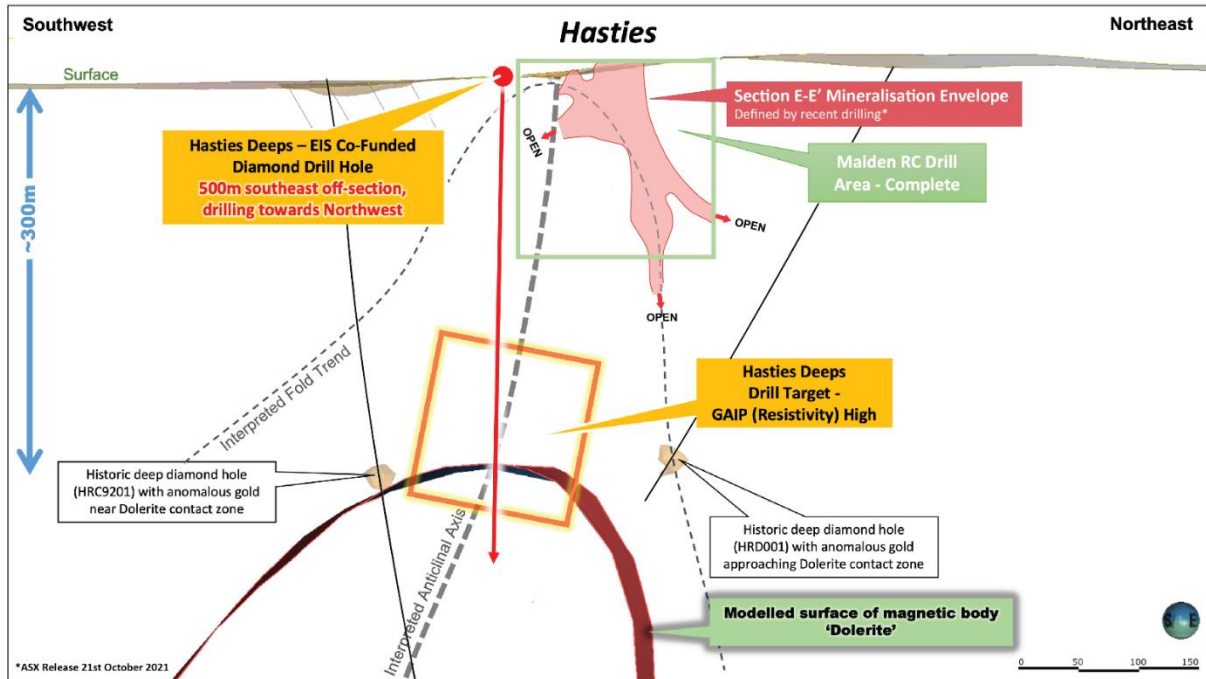 Southwest
Hasties
Northeast
Surface
~300m
Hasties Deeps – EIS Co-Funded
Diamond Drill Hole
500m southeast off-section,
drilling towards Northwest
OPEN
Section E-E' Mineralisation Envelope
Defined by recent drilling*
Maiden RC Drill
Area - Complete
OPEN
OPEN
Interpreted Fold Trend
Hasties Deeps
Drill Target -
GAIP (Resistivity) High
Historic deep diamond hole
(HRC9201) with anomalous gold
near Dolerite contact zone
Historic deep diamond hole
(HRD001) with anomalous gold
approaching Dolerite contact zone
Interpreted Anticlinal Axis
Modelled surface of magnetic body
‘Dolerite’
S E
*ASX Release 21st October 2021
0 50 100 150